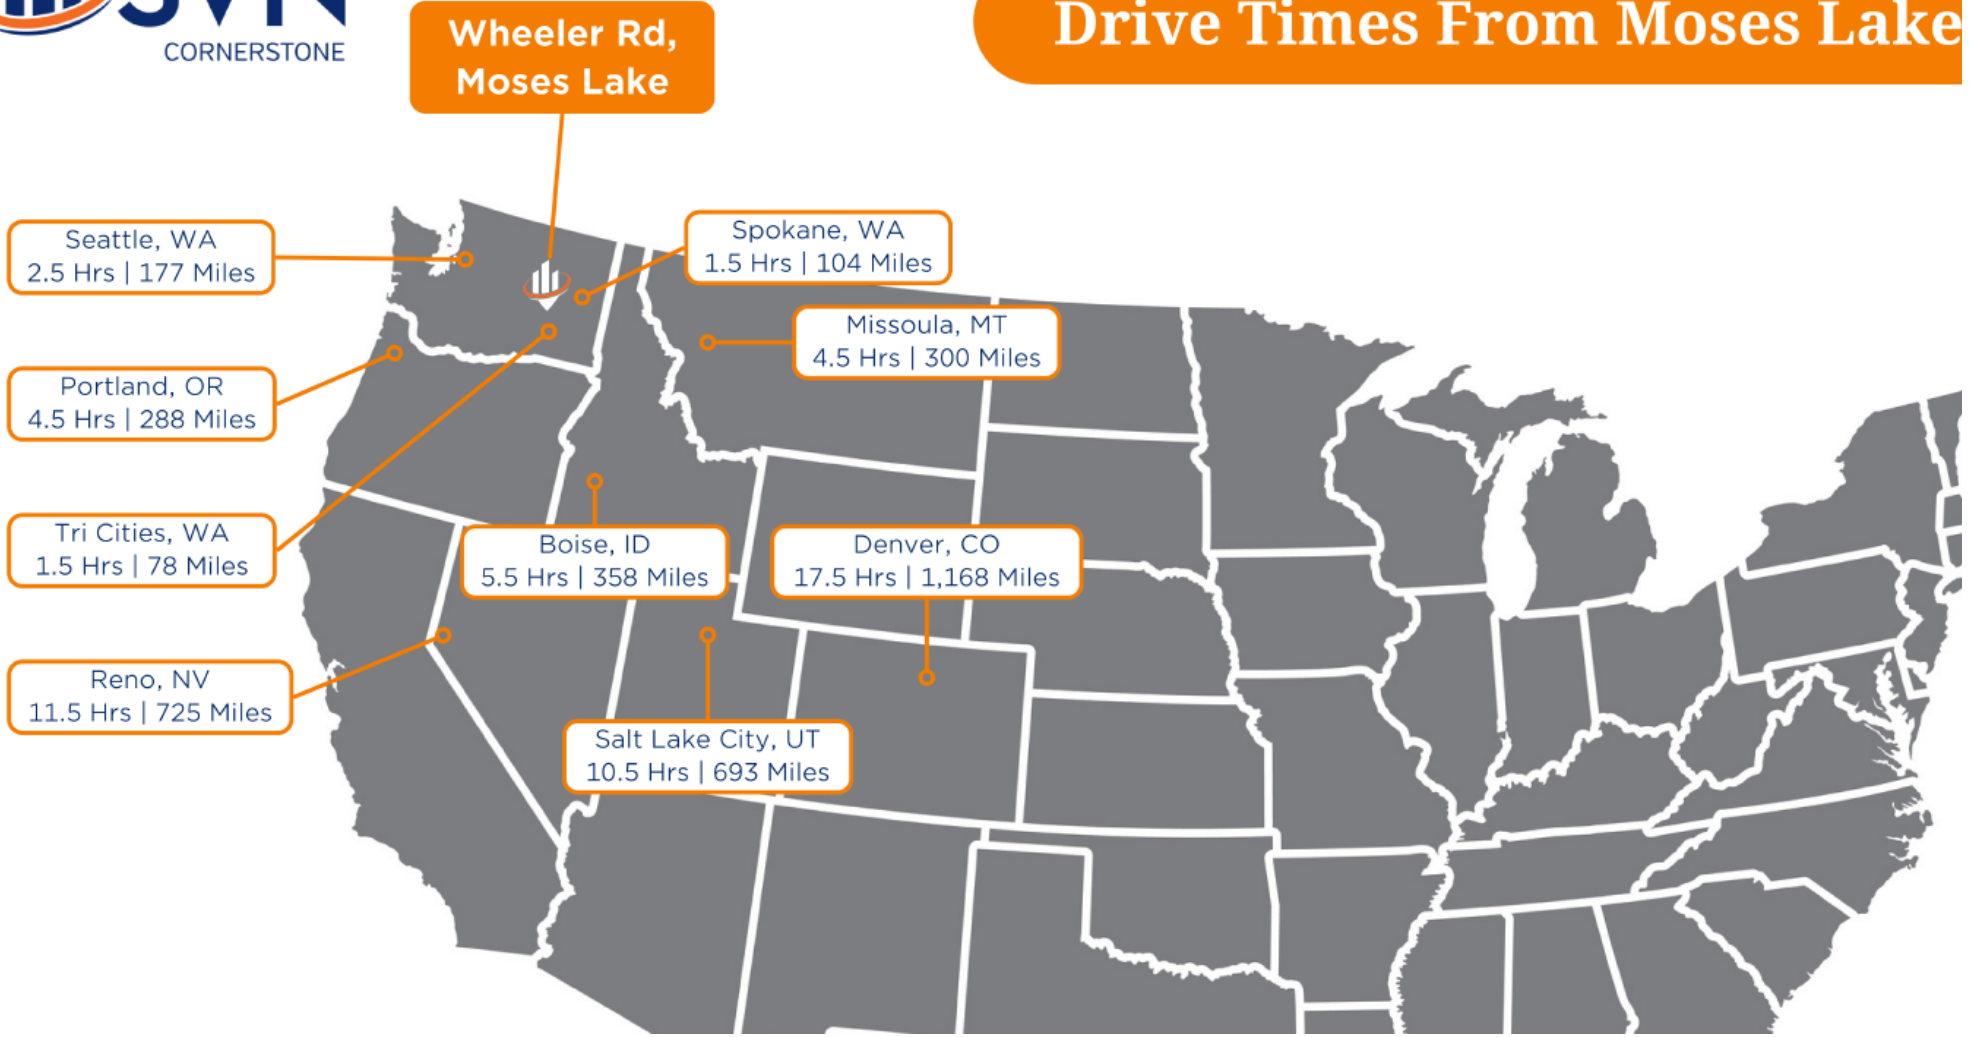 SVN
CORNERSTONE
Wheeler Rd,
Moses Lake
Drive Times From Moses Lake
Seattle, WA
2.5 Hrs | 177 Miles
Spokane, WA
1.5 Hrs | 104 Miles
Missoula, MT
4.5 Hrs | 300 Miles
Portland, OR
4.5 Hrs | 288 Miles
Tri Cities, WA
1.5 Hrs | 78 Miles
Boise, ID
5.5 Hrs | 358 Miles
Denver, CO
17.5 Hrs | 1,168 Miles
Reno, NV
11.5 Hrs | 725 Miles
Salt Lake City, UT
10.5 Hrs | 693 Miles